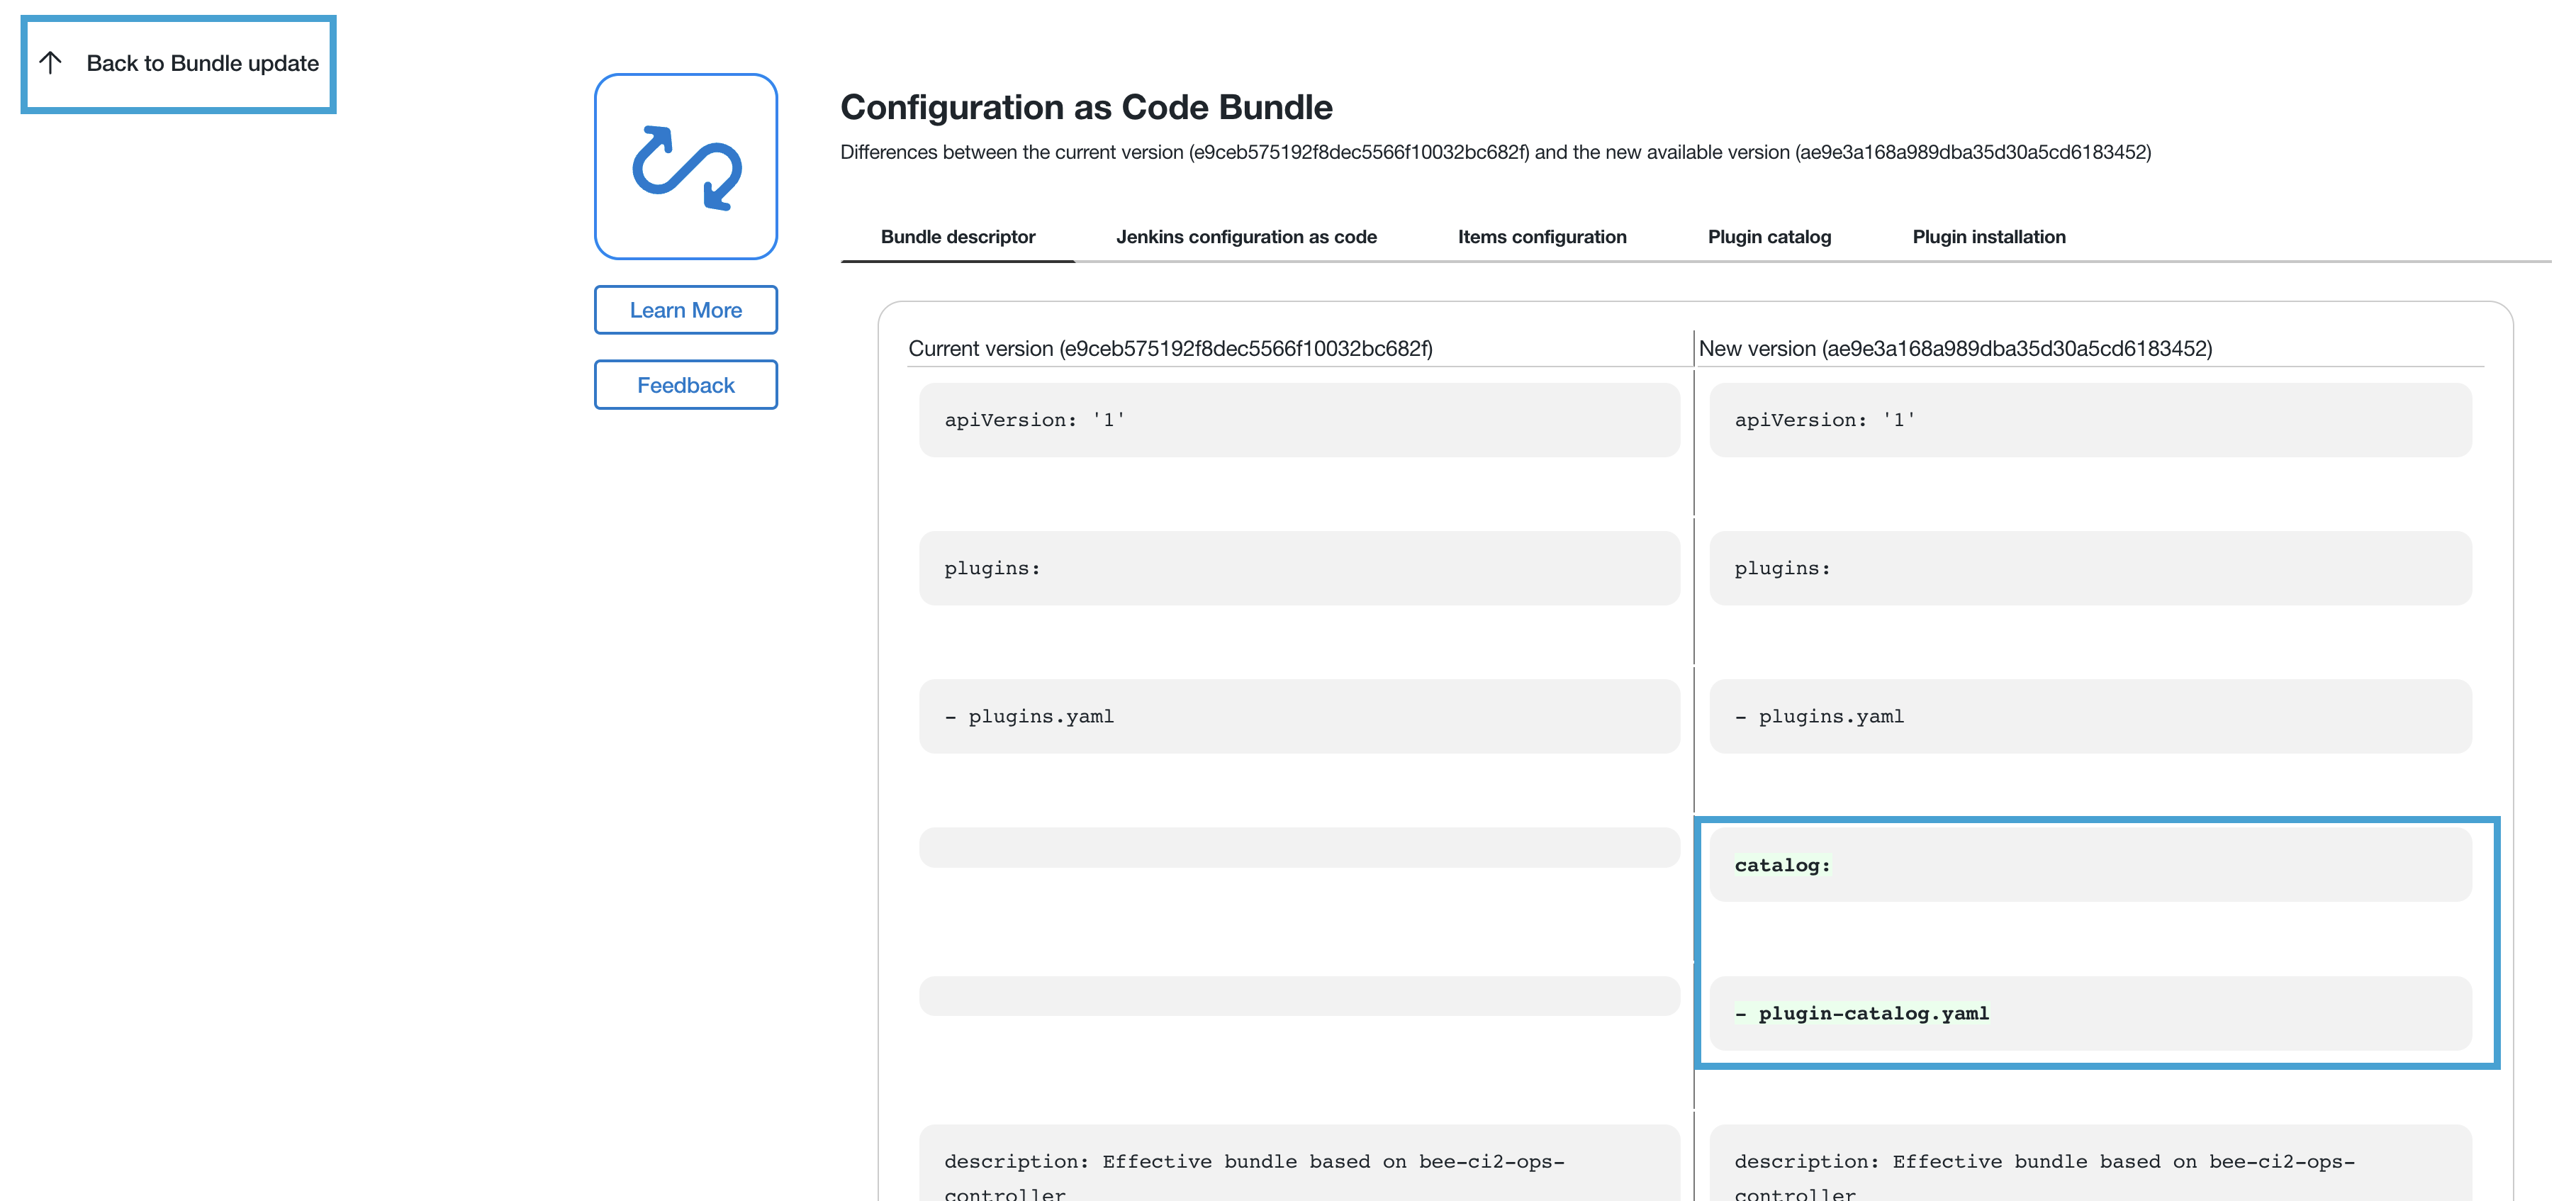 Back to Bundle update
Configuration as Code Bundle
Differences between the current version (e9ceb575192f8dec5566f10032bc682f) and the new available version (ae9e3a168a989dba35d30a5cd6183452)
Bundle descriptor Jenkins configuration as code Items configuration Plugin catalog Plugin installation
Learn More
Feedback
Current version (e9ceb575192f8dec5566f10032bc682f) New version (ae9e3a168a989dba35d30a5cd6183452)
apiVersion: '1' apiVersion: '1'
plugins: plugins:
- plugins.yaml - plugins.yaml
catalog:
- plugin-catalog.yaml
description: Effective bundle based on bee-ci2-ops- description: Effective bundle based on bee-ci2-ops-
controller controller